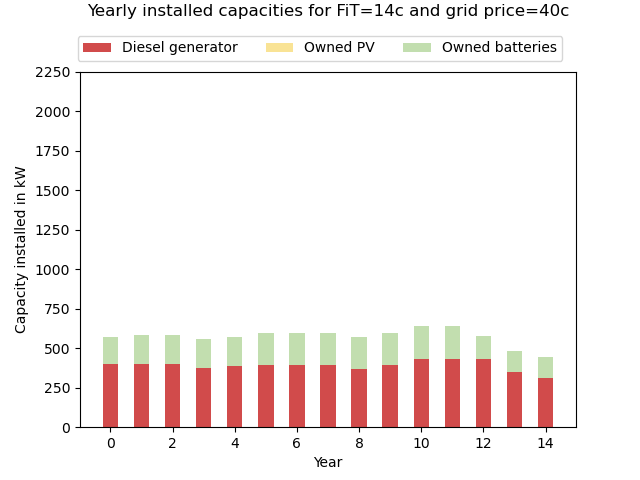 Yearly installed capacities for FiT=14c and grid price=40c
Diesel generator Owned PV Owned batteries
2250
2000
1750
1500
1250
1000
750
500
250
0
Capacity installed in kW
0 2 4 6 8 10 12 14
Year